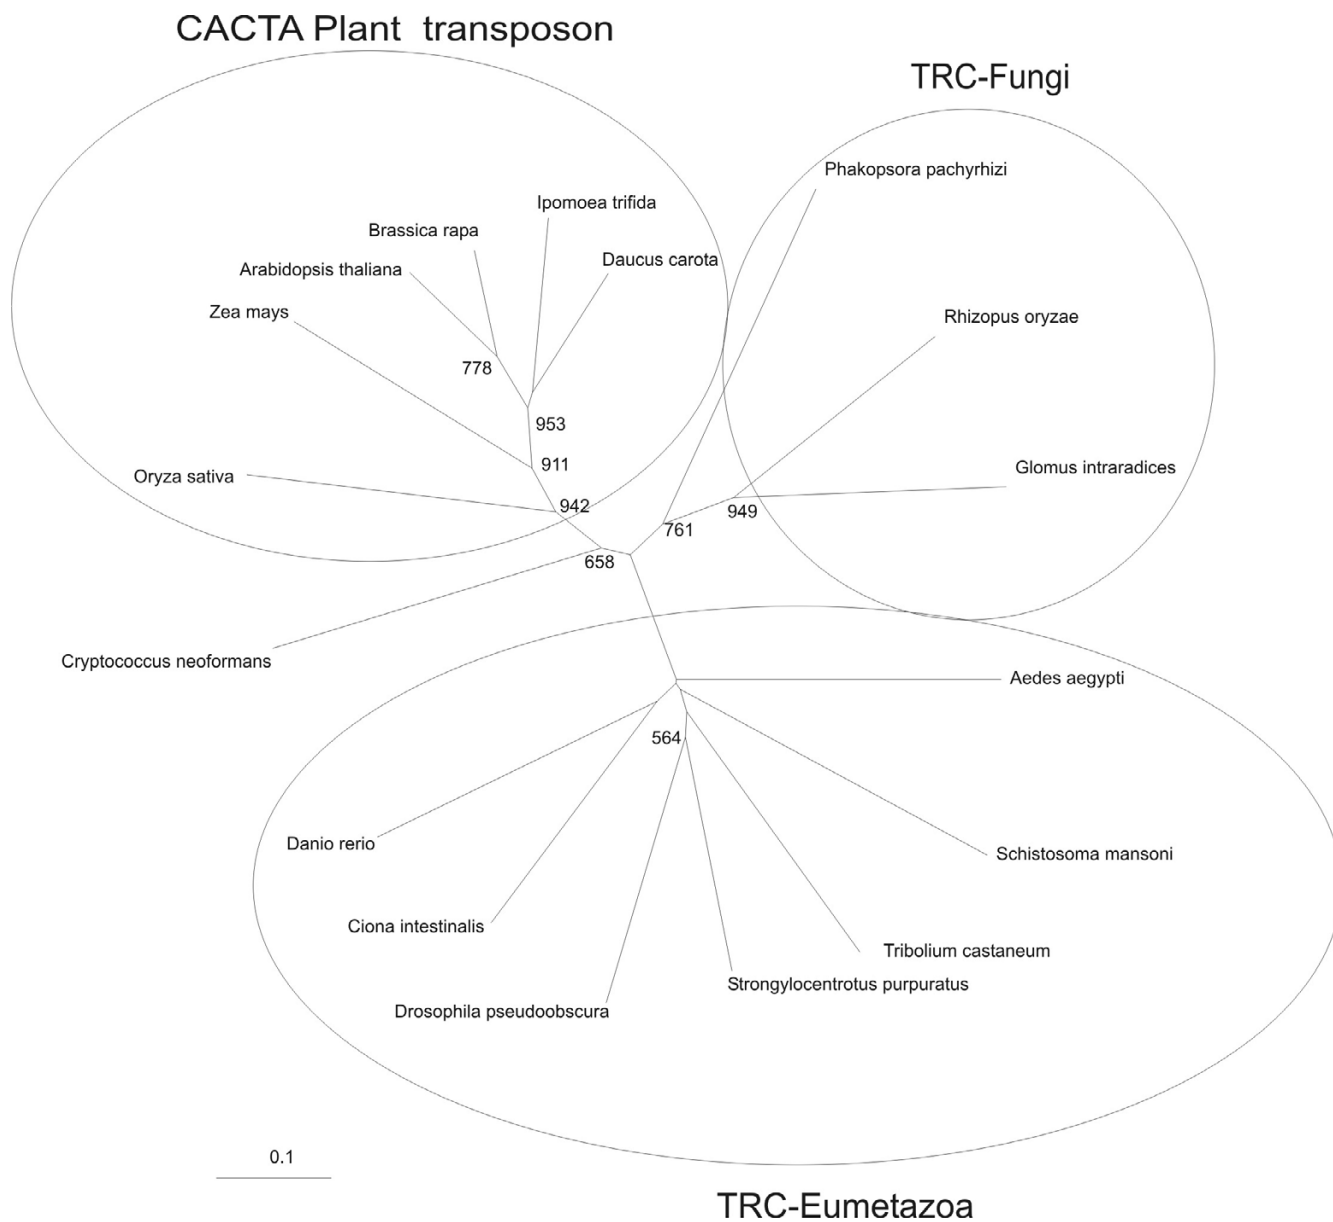 CACTA Plant transposon
TRC-Fungi
Phakopsora pachyrhizi
Ipomoea trifida
Brassica rapa
Daucus carota
Arabidopsis thaliana
Zea mays
Rhizopus oryzae
778
953
911
Glomus intraradices
Oryza sativa
942
949
761
658
Cryptococcus neoformans
Aedes aegypti
564
Danio rerio
Schistosoma mansoni
Ciona intestinalis
Tribolium castaneum
Strongylocentrotus purpuratus
Drosophila pseudoobscura
0.1
TRC-Eumetazoa